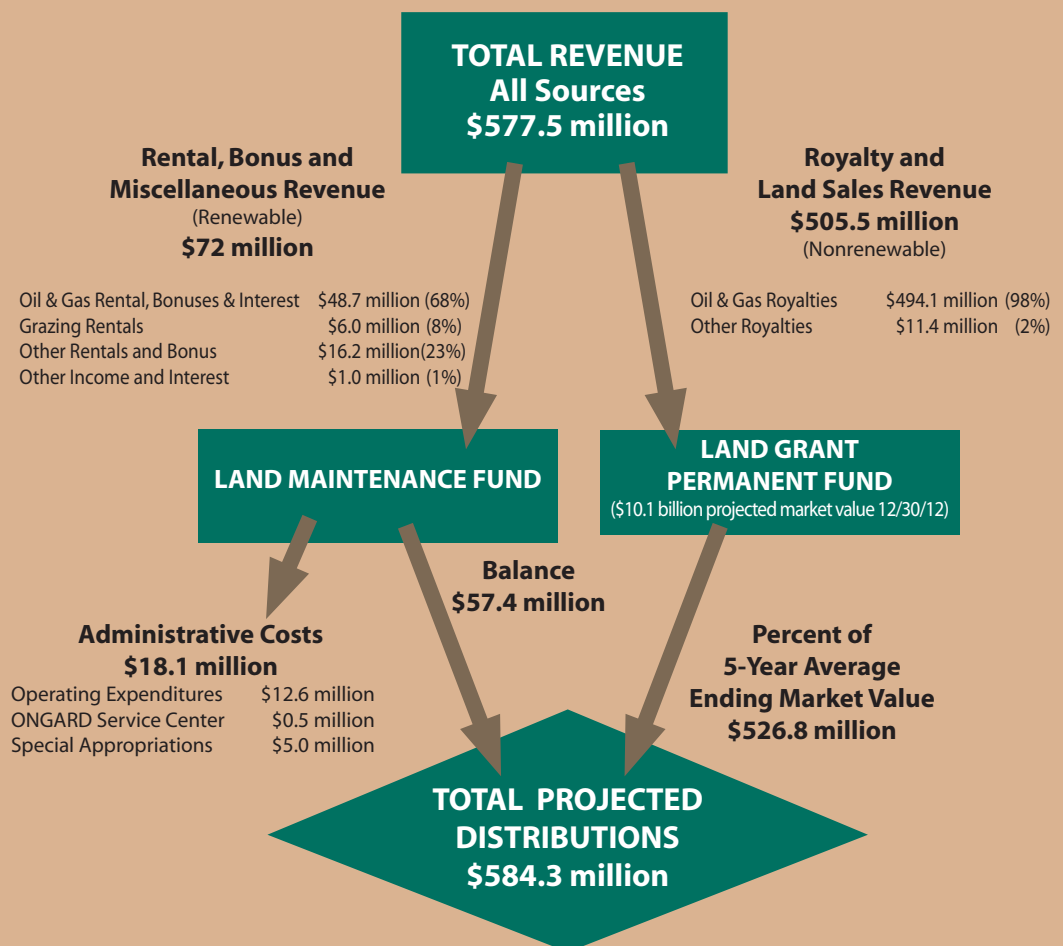 TOTAL REVENUE
All Sources
$577.5 million
Rental, Bonus and
Miscellaneous Revenue
(Renewable)
$72 million
Oil & Gas Rental, Bonuses & Interest $48.7 million (68%)
Grazing Rentals $6.0 million (8%)
Other Rentals and Bonus $16.2 million(23%)
Other Income and Interest $1.0 million (1%)
Royalty and
Land Sales Revenue
$505.5 million
(Nonrenewable)
Oil & Gas Royalties $494.1 million (98%)
Other Royalties $11.4 million (2%)
LAND MAINTENANCE FUND
LAND GRANT
PERMANENT FUND
($10.1 billion projected market value 12/30/12)
Balance
$57.4 million
Administrative Costs
$18.1 million
Operating Expenditures $12.6 million
ONGARD Service Center $0.5 million
Special Appropriations $5.0 million
Percent of
5-Year Average
Ending Market Value
$526.8 million
TOTAL PROJECTED
DISTRIBUTIONS
$584.3 million